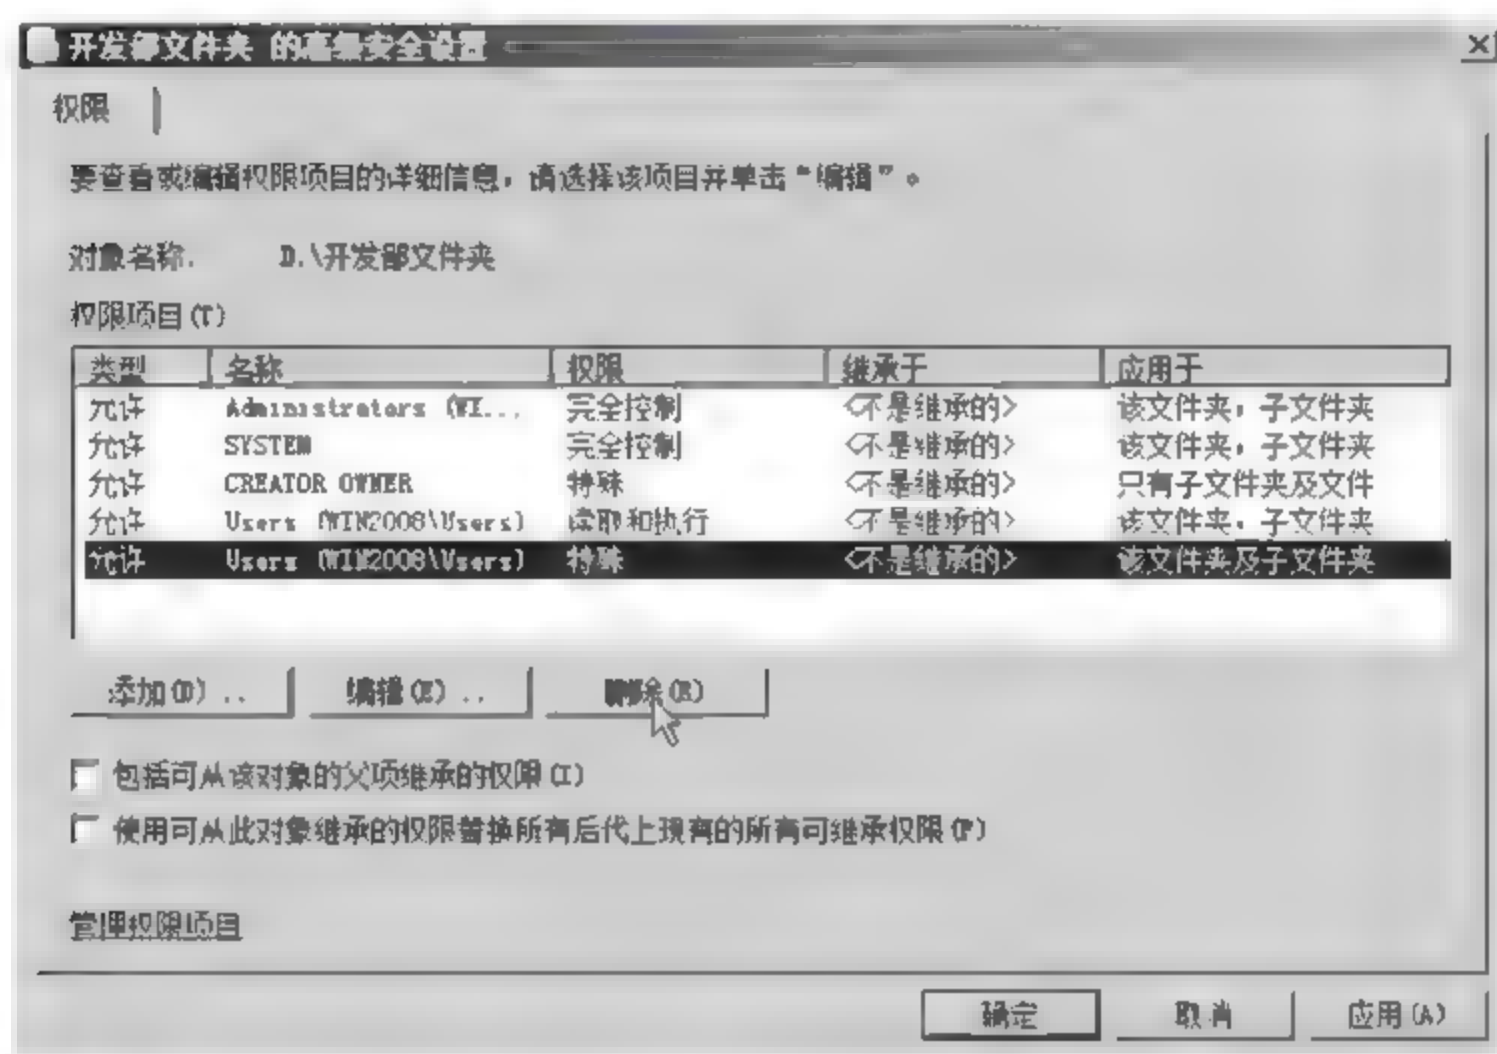 开发部文件夹 的高级安全设置
权限
要查看或编辑权限项目的详细信息，请选择该项目并单击“编辑”。
对象名称: D:\开发部文件夹
权限项目(T)
类型 名称 权限 继承于 应用于
允许 Administrators (WI... 完全控制 <不是继承的> 该文件夹，子文件夹
允许 SYSTEM 完全控制 <不是继承的> 该文件夹，子文件夹
允许 CREATOR OWNER 特殊 <不是继承的> 只有子文件夹及文件
允许 Users (WIN2008\Users) 读取和执行 <不是继承的> 该文件夹，子文件夹
允许 Users (WIN2008\Users) 特殊 <不是继承的> 该文件夹及子文件夹
添加(D)... 编辑(E)... 删除(R)
包括可从该对象的父项继承的权限(I)
使用可从此对象继承的权限替换所有后代上现有的所有可继承权限(P)
管理权限项目
确定 取消 应用(A)